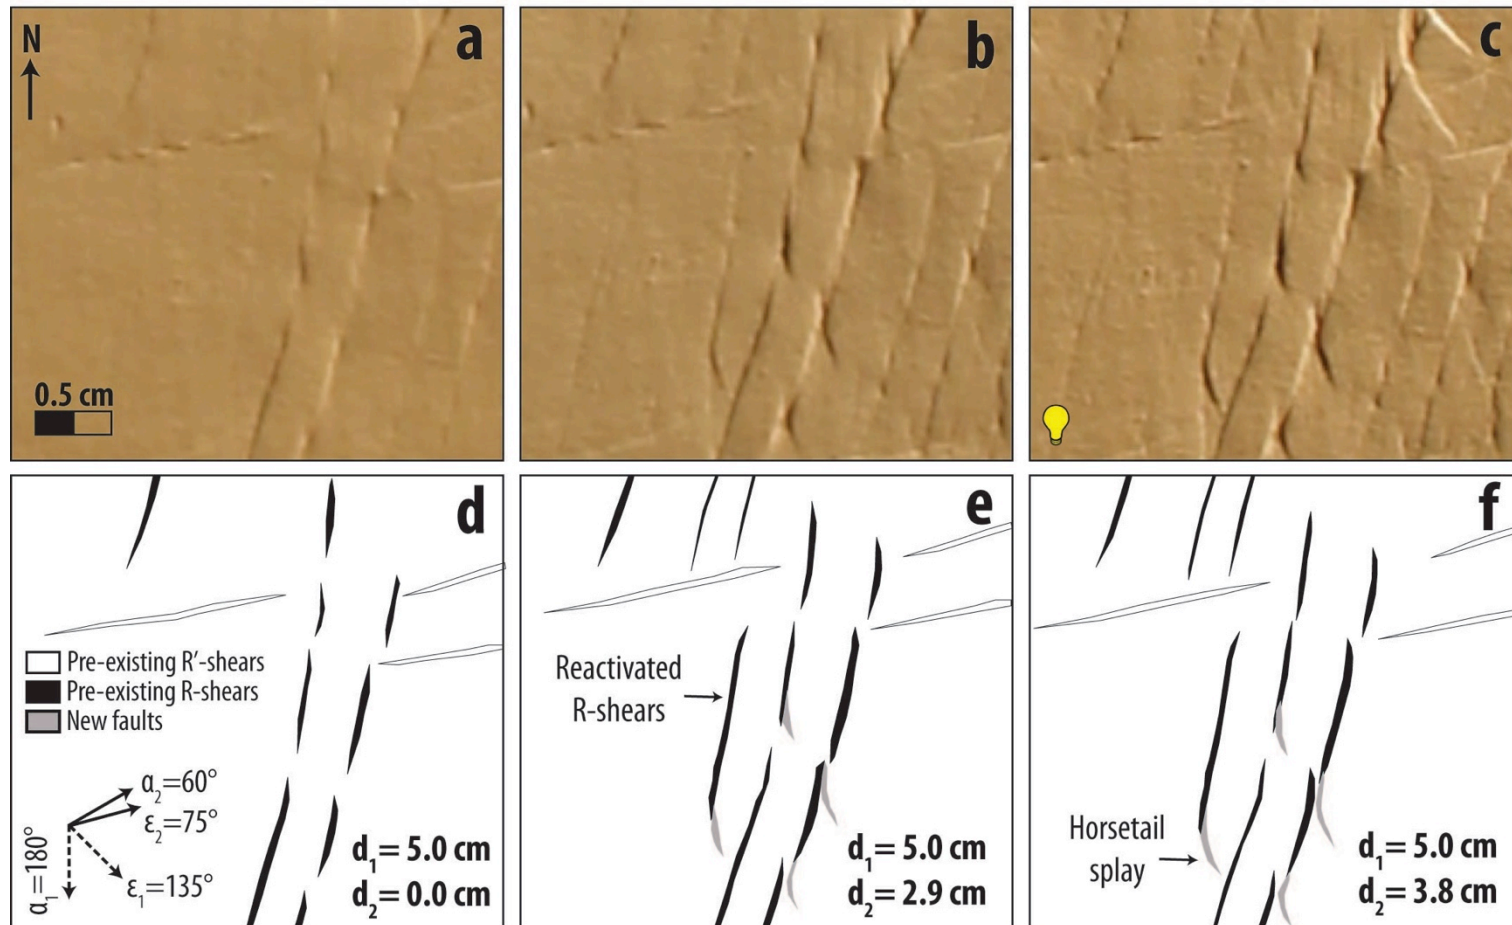 N
a
0.5 cm
b
c
d
Pre-existing R'-shears
Pre-existing R-shears
New faults
α₂=60°
ε₂=75°
α₁=180°
ε₁=135°
d₁= 5.0 cm
d₂= 0.0 cm
e
Reactivated
R-shears
d₁= 5.0 cm
d₂= 2.9 cm
f
Horsetail
splay
d₁= 5.0 cm
d₂= 3.8 cm